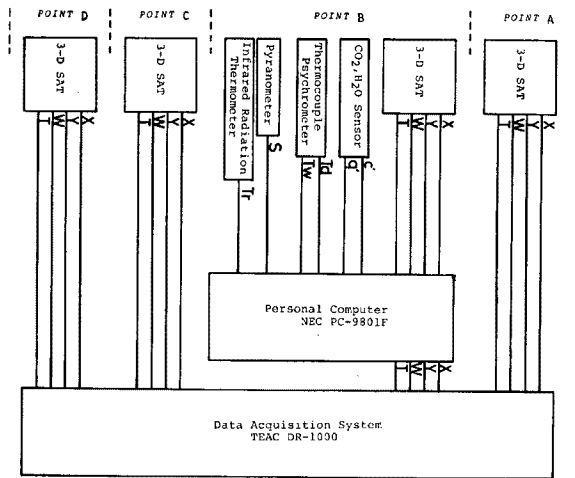 POINT D
POINT C
POINT B
POINT A
3-D SAT
3-D SAT
Infrared Radiation
Thermometer
Pyranometer
Thermocouple
Psychrometer
CO2,H2O Sensor
3-D SAT
3-D SAT
T W Y X
T W Y X
Tr
S
Tw Td
q' c'
T W Y X
T W Y X
Personal Computer
NEC PC-9801F
T W Y X
Data Acquisition System
TEAC DR-1000